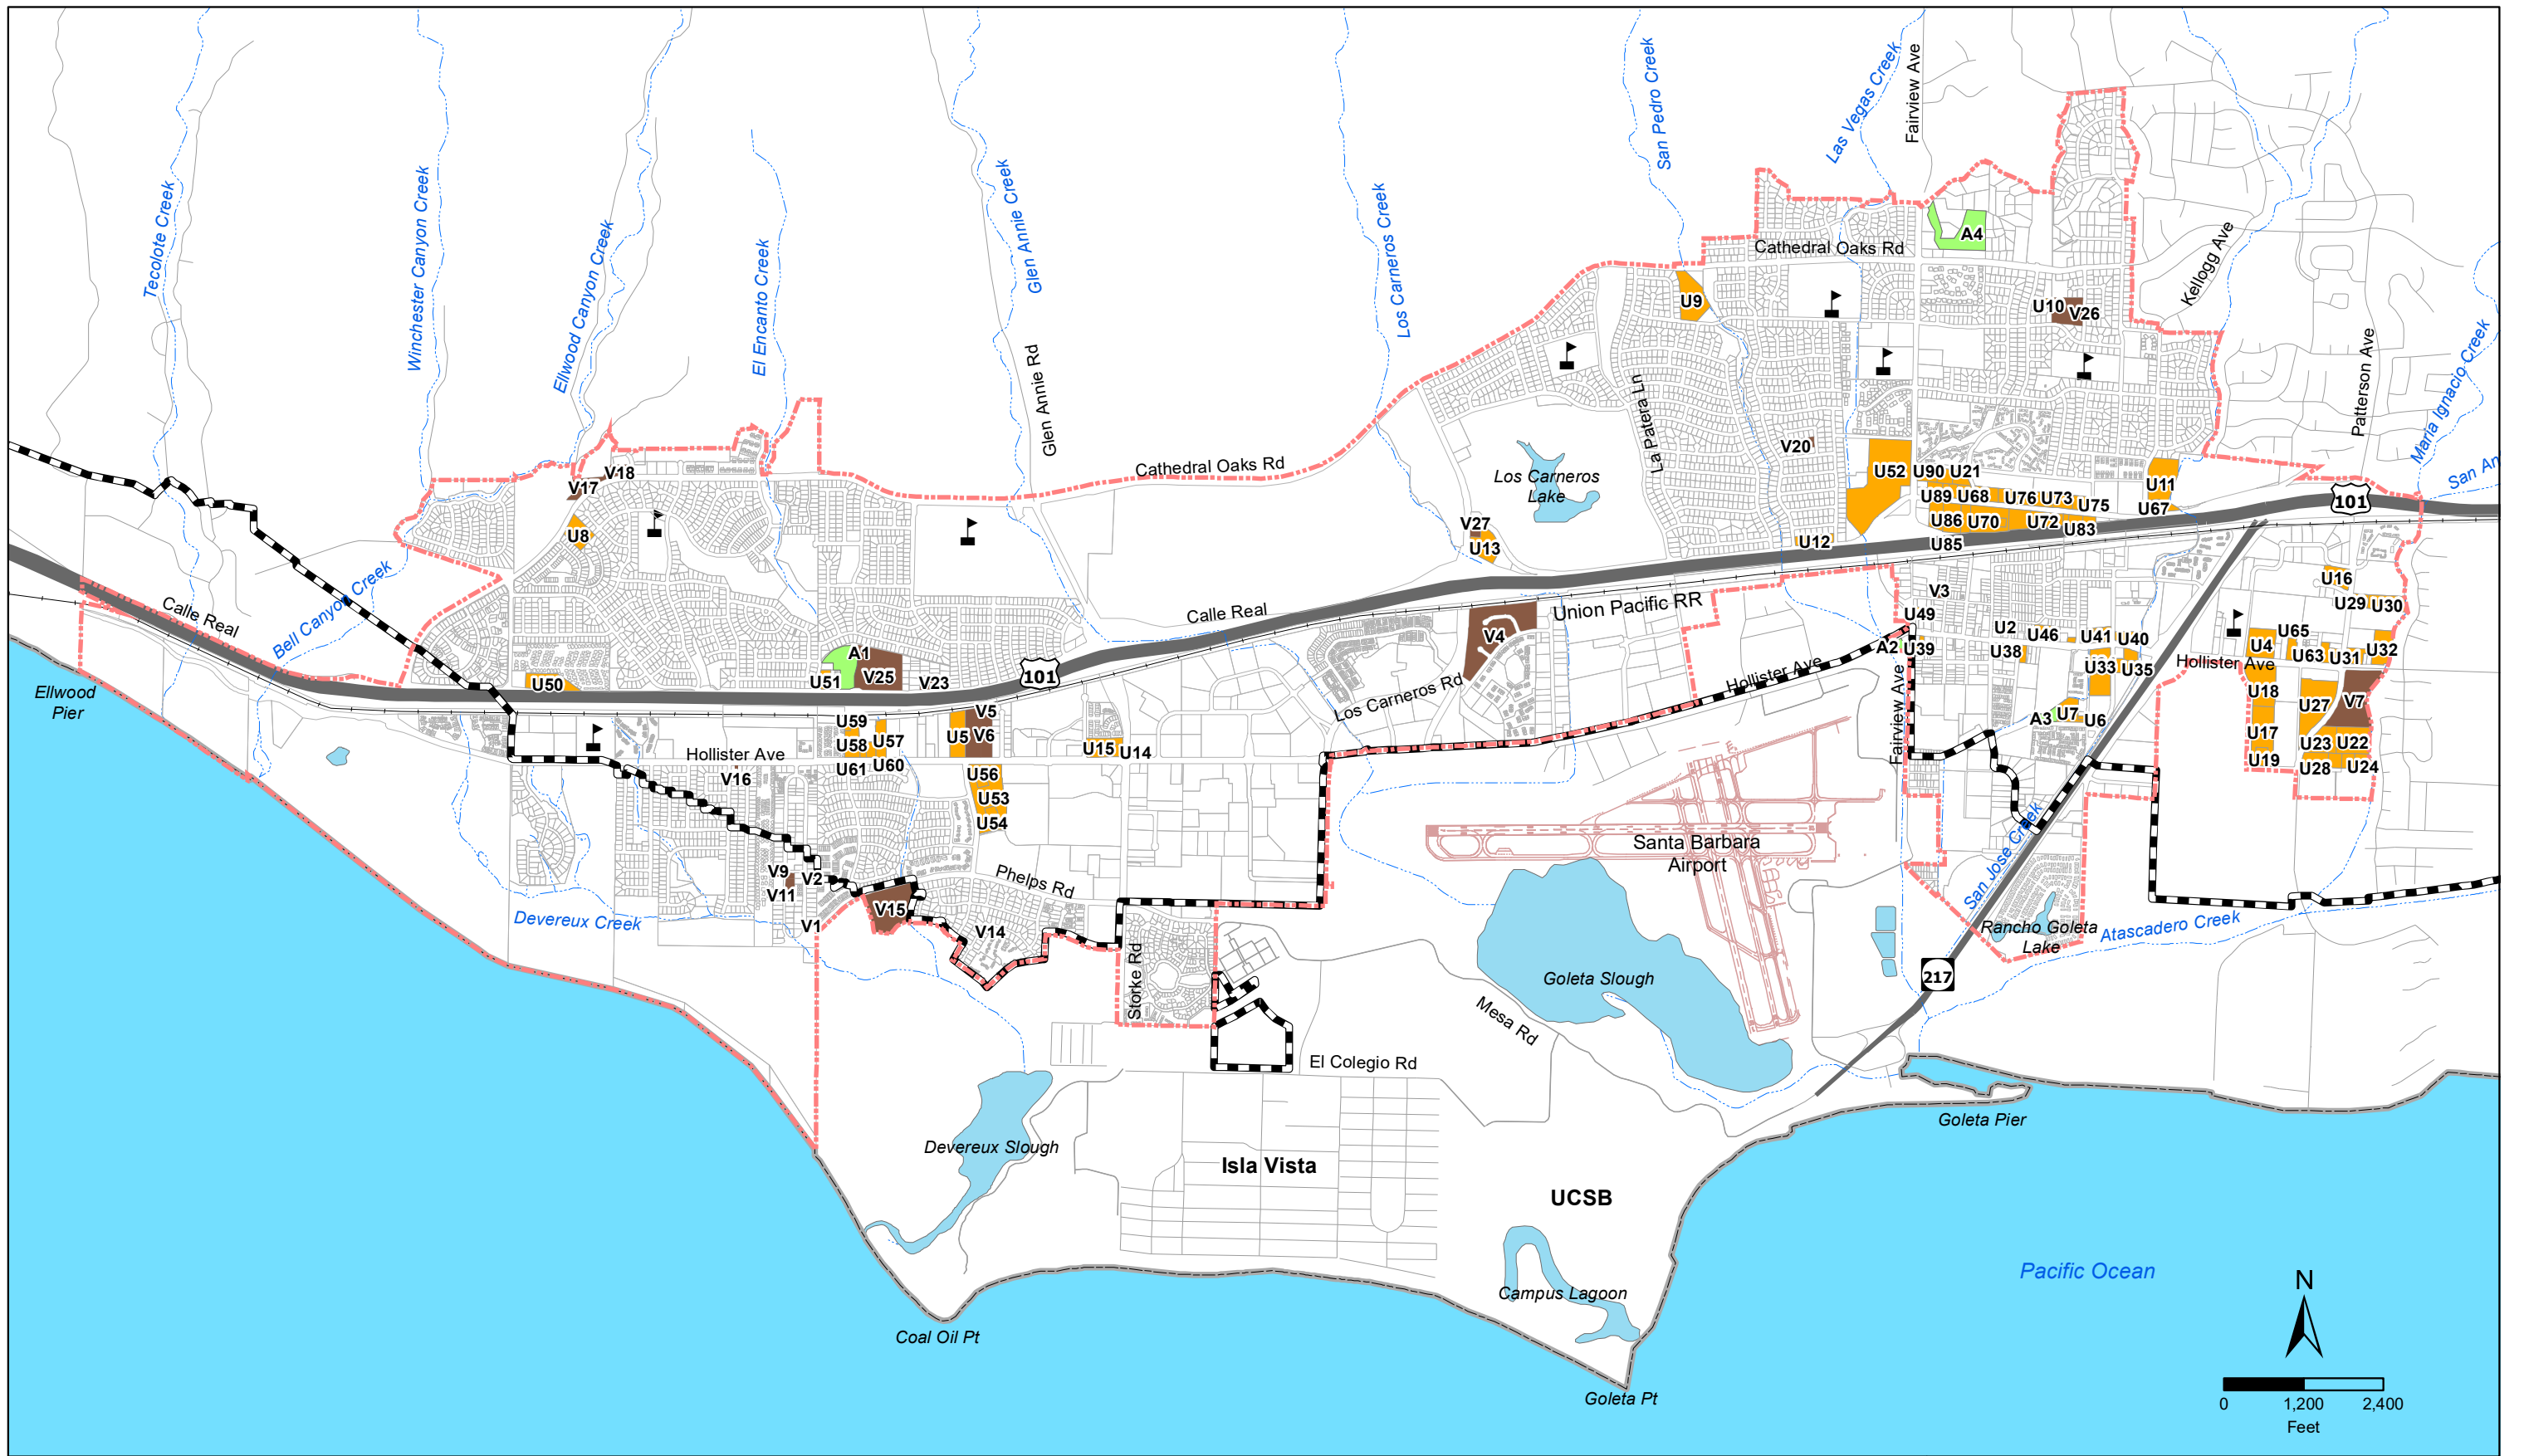 Tecolote Creek
Winchester Canyon Creek
Ellwood Canyon Creek
El Encanto Creek
Glen Annie Creek
Glen Annie Rd
Los Carneros Creek
San Pedro Creek
Las Vegas Creek
Fairview Ave
Kellogg Ave
Patterson Ave
Maria Ignacio Creek
San An
Cathedral Oaks Rd
A4
U9
U10
V26
La Patera Ln
V20
Cathedral Oaks Rd
V18
V17
U8
Los Carneros
Lake
V27
U13
U52
U90
U21
U89
U68
U76
U73
U75
U11
U67
U86
U70
U72
U83
U12
U85
101
Calle Real
Bell Canyon Creek
Calle Real
Union Pacific RR
V3
U49
U16
U29
U30
V4
A1
U51
V25
V23
101
U50
Ellwood
Pier
A2
U39
U2
U38
U46
U41
U40
U33
U35
U4
U65
U63
U31
U32
Hollister Ave
Hollister Ave
Los Carneros Rd
Fairview Ave
U18
U27
V7
A3
U7
U6
U17
U23
U22
U19
U28
U24
U59
U58
U57
U61
U60
U5
V5
V6
U15
U14
Hollister Ave
V16
U56
U53
U54
V9
V2
V11
V1
V15
V14
Phelps Rd
Devereux Creek
Storke Rd
Santa Barbara
Airport
San Jose Creek
Rancho Goleta
Lake
Atascadero Creek
217
Goleta Slough
Mesa Rd
El Colegio Rd
Goleta Pier
Devereux Slough
Isla Vista
UCSB
Campus Lagoon
Coal Oil Pt
Goleta Pt
Pacific Ocean
N
0 1,200 2,400
Feet